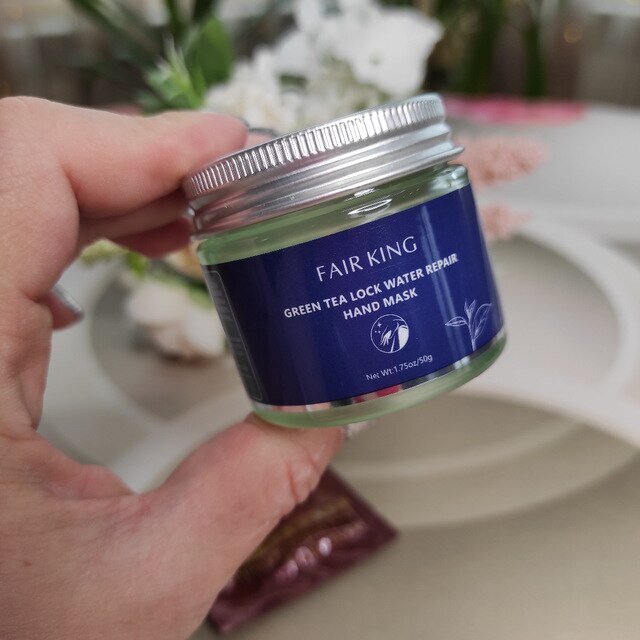 FAIR KING
GREEN TEA LOCK WATER REPAIR
HAND MASK
Net Wt:1.75oz/50g